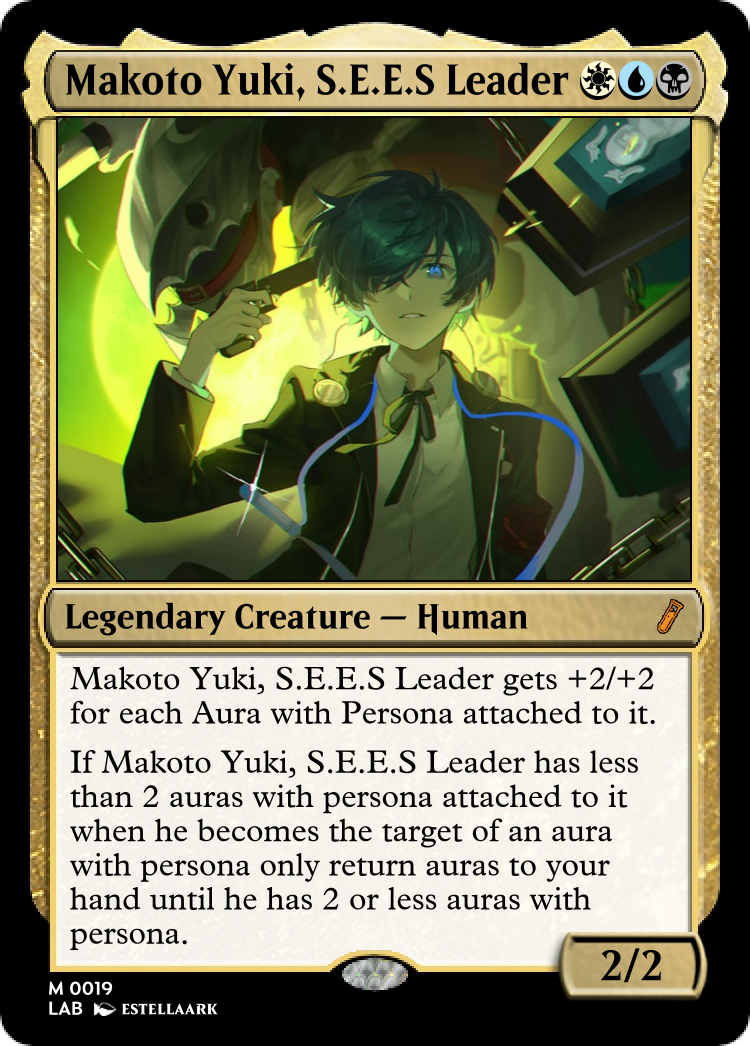 Makoto Yuki, S.E.E.S Leader
Legendary Creature — Human
Makoto Yuki, S.E.E.S Leader gets +2/+2
for each Aura with Persona attached to it.
If Makoto Yuki, S.E.E.S Leader has less
than 2 auras with persona attached to it
when he becomes the target of an aura
with persona only return auras to your
hand until he has 2 or less auras with
persona.
2/2
M 0019
LAB ESTELLAARK